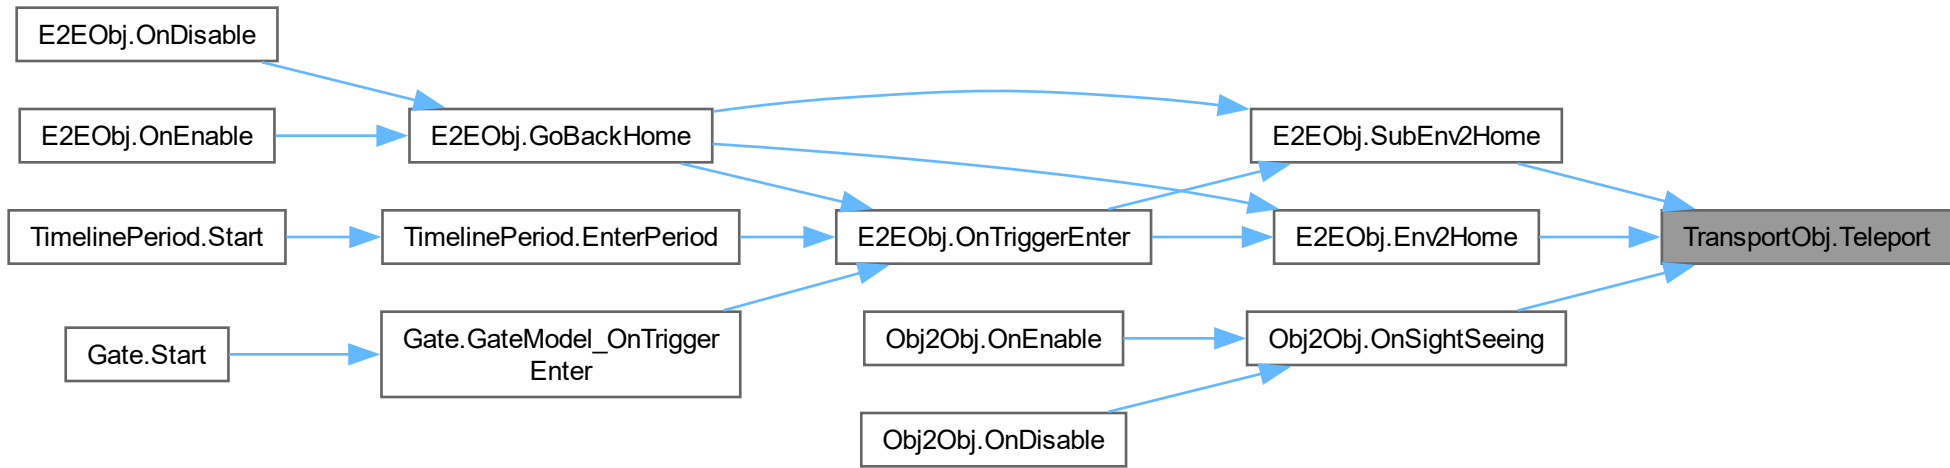 E2EObj.OnDisable
E2EObj.OnEnable
E2EObj.GoBackHome
E2EObj.SubEnv2Home
TimelinePeriod.Start
TimelinePeriod.EnterPeriod
E2EObj.OnTriggerEnter
E2EObj.Env2Home
TransportObj.Teleport
Gate.Start
Gate.GateModel_OnTrigger
Enter
Obj2Obj.OnEnable
Obj2Obj.OnSightSeeing
Obj2Obj.OnDisable